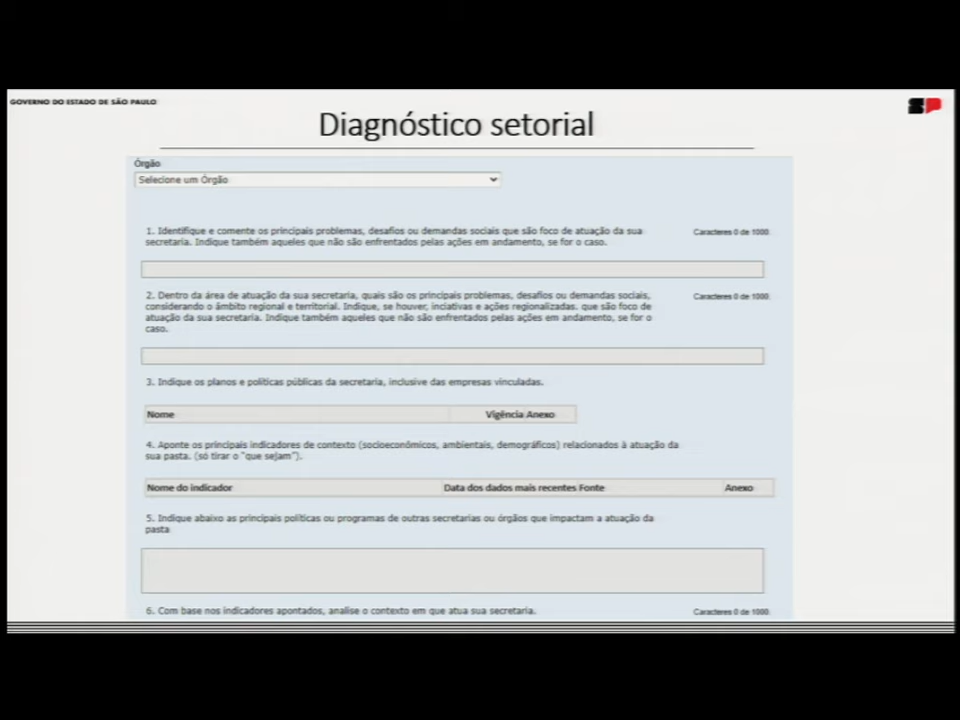 GOVERNO DO ESTADO DE SÃO PAULO
SP
Diagnóstico setorial
Órgão
Selecione um Órgão
1. Identifique e comente os principais problemas, desafios ou demandas sociais que são foco de atuação da sua
secretaria. Indique também aqueles que não são enfrentados pelas ações em andamento, se for o caso.
Caracteres 0 de 1000
2. Dentro da área de atuação da sua secretaria, quais são os principais problemas, desafios ou demandas sociais,
considerando o âmbito regional e territorial. Indique, se houver, inciativas e ações regionalizadas. que são foco de
atuação da sua secretaria. Indique também aqueles que não são enfrentados pelas ações em andamento, se for o
caso.
Caracteres 0 de 1000
3. Indique os planos e políticas públicas da secretaria, inclusive das empresas vinculadas.
Nome Vigência Anexo
4. Aponte os principais indicadores de contexto (socioeconômicos, ambientais, demográficos) relacionados à atuação da
sua pasta. (só tirar o "que sejam").
Nome do indicador Data dos dados mais recentes Fonte Anexo
5. Indique abaixo as principais políticas ou programas de outras secretarias ou órgãos que impactam a atuação da
pasta
6. Com base nos indicadores apontados, analise o contexto em que atua sua secretaria.
Caracteres 0 de 1000